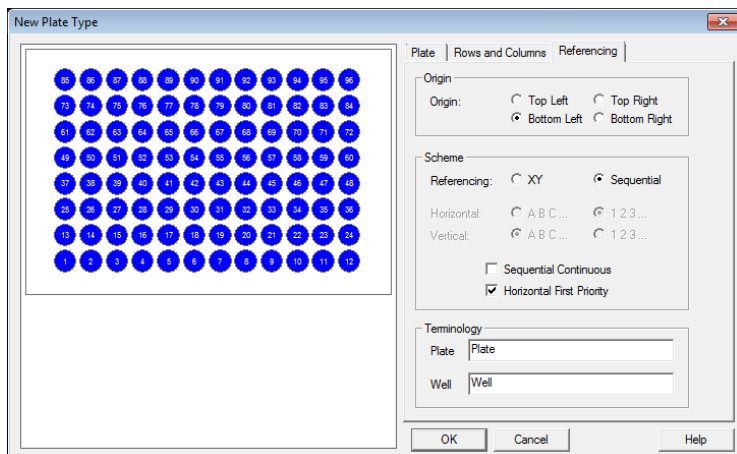 New Plate Type
Plate Rows and Columns Referencing
85 86 87 88 89 90 91 92 93 94 95 96
73 74 75 76 77 78 79 80 81 82 83 84
61 62 63 64 65 66 67 68 69 70 71 72
49 50 51 52 53 54 55 56 57 58 59 60
37 38 39 40 41 42 43 44 45 46 47 48
25 26 27 28 29 30 31 32 33 34 35 36
13 14 15 16 17 18 19 20 21 22 23 24
1 2 3 4 5 6 7 8 9 10 11 12
Origin
Origin: Top Left Top Right
Bottom Left Bottom Right
Scheme
Referencing: XY Sequential
Horizontal: A B C ... 1 2 3 ...
Vertical: A B C ... 1 2 3 ...
Sequential Continuous
Horizontal First Priority
Terminology
Plate Plate
Well Well
OK Cancel Help